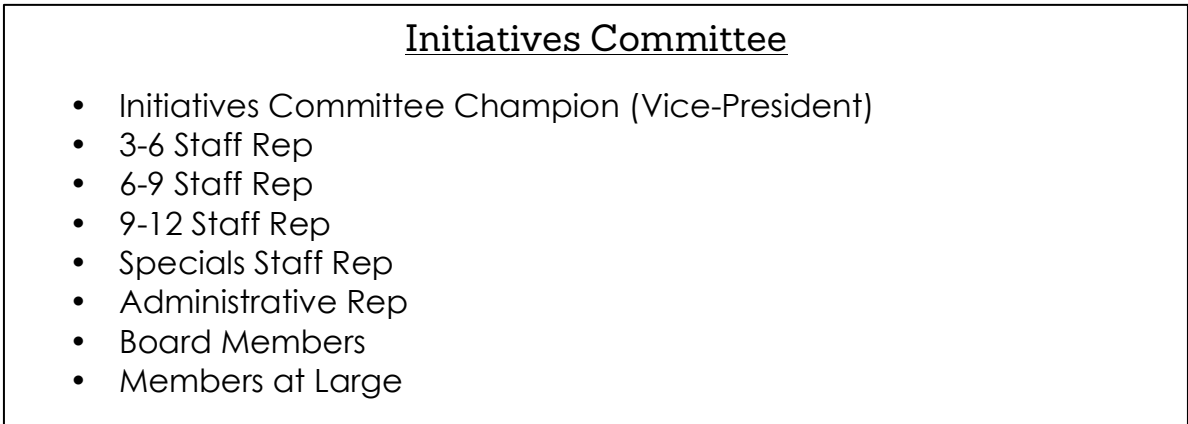 Initiatives Committee
• Initiatives Committee Champion (Vice-President)
• 3-6 Staff Rep
• 6-9 Staff Rep
• 9-12 Staff Rep
• Specials Staff Rep
• Administrative Rep
• Board Members
• Members at Large